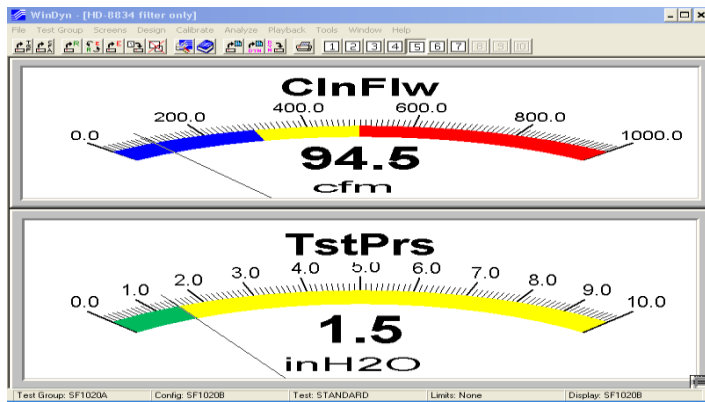 WinDyn - [HD-8834 filter only]
File Test Group Screens Design Calibrate Analyze Playback Tools Window Help
1 2 3 4 5 6 7 8 9 10
ClnFlw
0.0 200.0 400.0 600.0 800.0 1000.0
94.5
cfm
TstPrs
0.0 1.0 2.0 3.0 4.0 5.0 6.0 7.0 8.0 9.0 10.0
1.5
inH2O
Test Group: SF1020A Config: SF1020B Test: STANDARD Limits: None Display: SF1020B